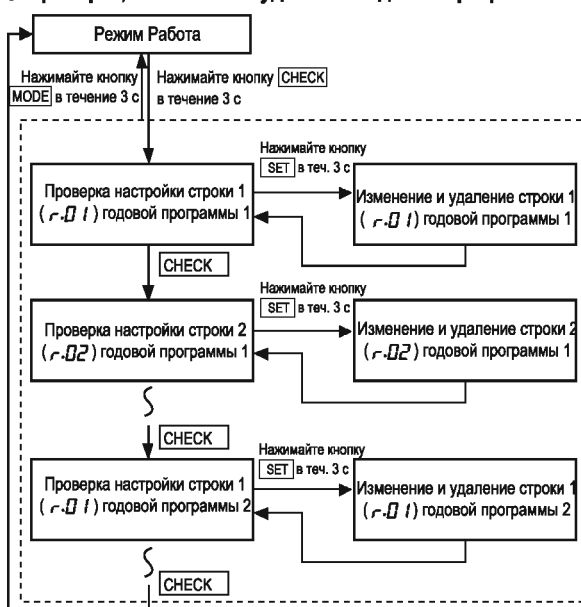 Режим Работа
Нажимайте кнопку
MODE в течение 3 с
Нажимайте кнопку CHECK
в течение 3 с
Нажимайте кнопку
SET в теч. 3 с
Проверка настройки строки 1
(r.01) годовой программы 1
Изменение и удаление строки 1
(r.01) годовой программы 1
CHECK
Нажимайте кнопку
SET в теч. 3 с
Проверка настройки строки 2
(r.02) годовой программы 1
Изменение и удаление строки 2
(r.02) годовой программы 1
CHECK
Нажимайте кнопку
SET в теч. 3 с
Проверка настройки строки 1
(r.01) годовой программы 2
Изменение и удаление строки 1
(r.01) годовой программы 2
CHECK